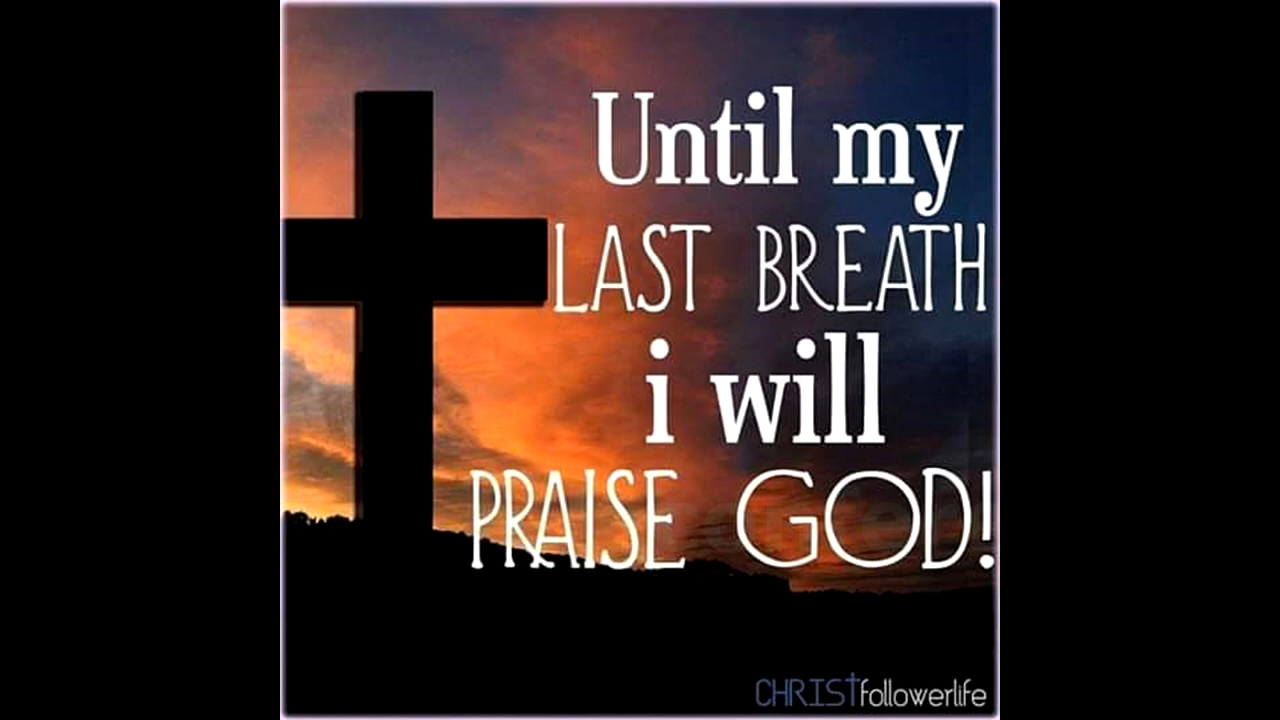 Until my
LAST BREATH
i will
PRAISE GOD!
CHRISTfollowerlife